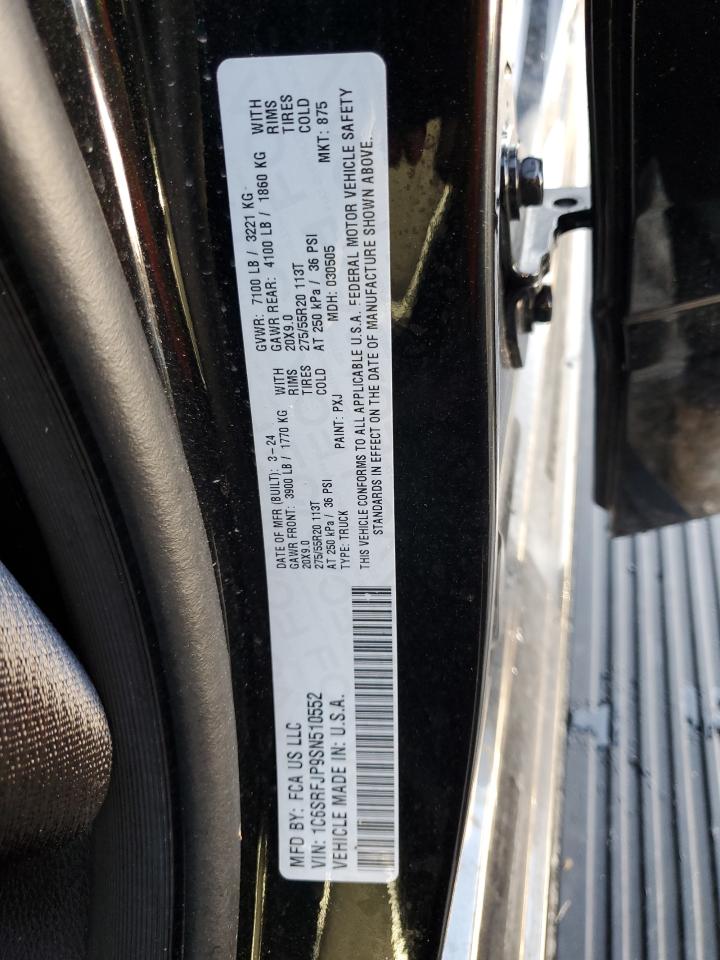 MFD BY: FCA US LLC
VIN: 1C6SRFJP9SN510552
VEHICLE MADE IN: U.S.A.
DATE OF MFR (BUILT): 3-24
GAWR FRONT: 3900 LB / 1770 KG WITH
20X9.0 RIMS
275/55R20 113T TIRES
AT 250 kPa / 36 PSI COLD
TYPE: TRUCK PAINT: PXJ
GVWR: 7100 LB / 3221 KG
GAWR REAR: 4100 LB / 1860 KG WITH
20X9.0 RIMS
275/55R20 113T TIRES
AT 250 kPa / 36 PSI COLD
MDH: 030505 MKT: 875
THIS VEHICLE CONFORMS TO ALL APPLICABLE U.S.A. FEDERAL MOTOR VEHICLE SAFETY
STANDARDS IN EFFECT ON THE DATE OF MANUFACTURE SHOWN ABOVE.